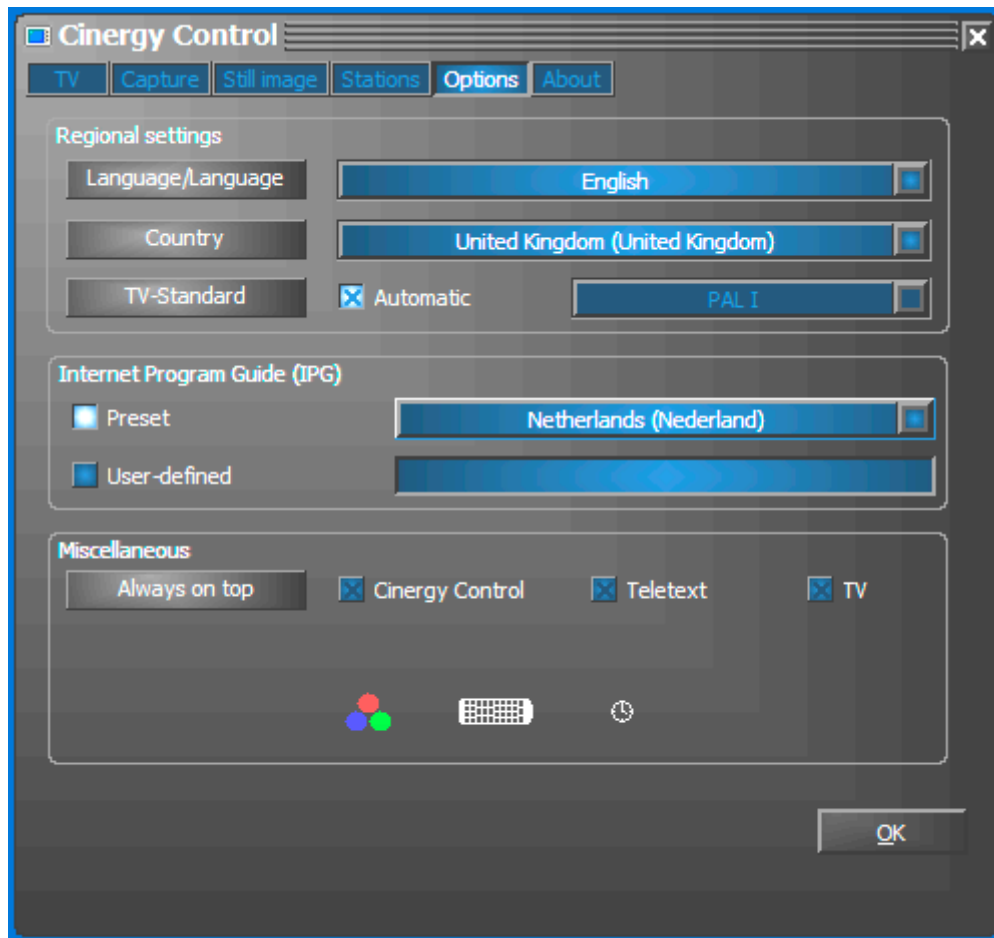 Cinergy Control
TV Capture Still image Stations Options About
Regional settings
Language/Language English
Country United Kingdom (United Kingdom)
TV-Standard Automatic PAL I
Internet Program Guide (IPG)
Preset Netherlands (Nederland)
User-defined
Miscellaneous
Always on top Cinergy Control Teletext TV
OK